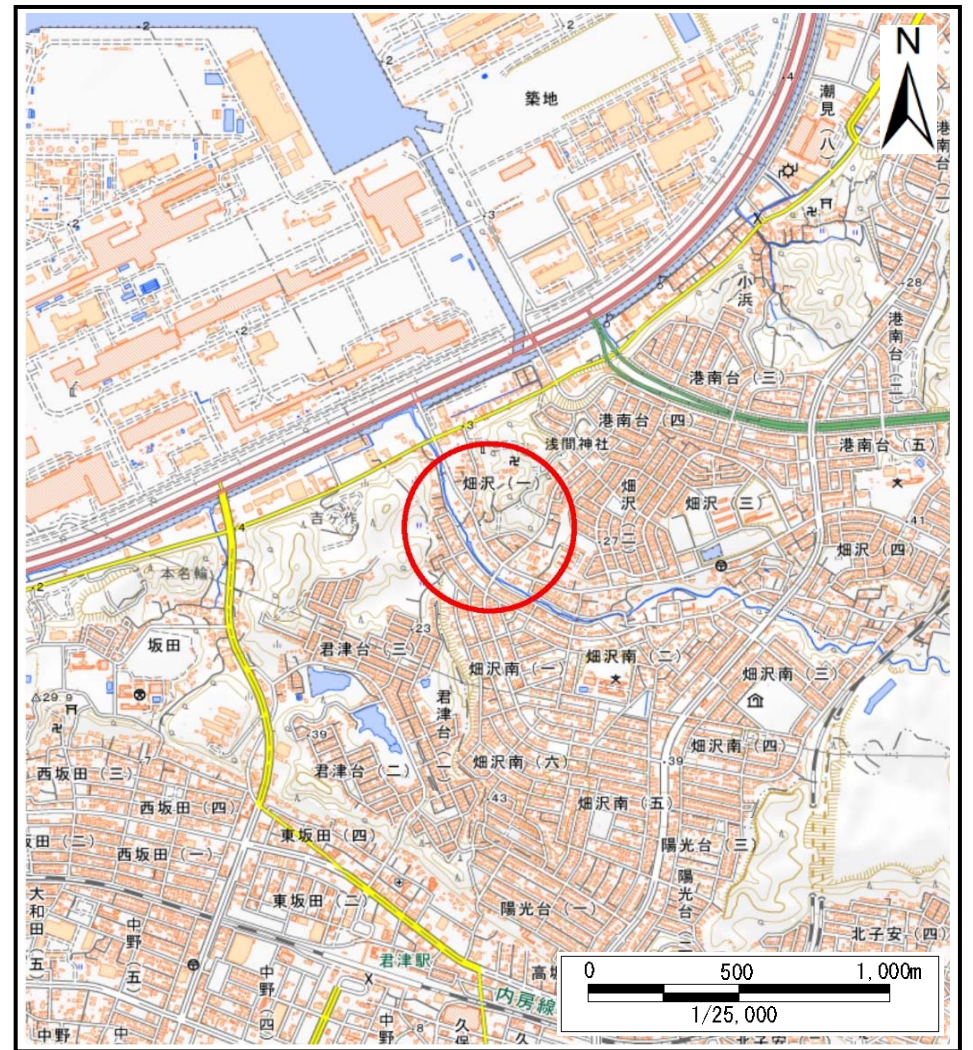 N
2
2
2
築地
4
潮見(八)
港南台(一)
2
3
小浜
28
港南台(二)
2
港南台(三)
港南台(四)
港南台(五)
3
浅間神社
畑沢(一)
畑沢(二)
畑沢(三)
41
吉ヶ作
4
27
畑沢(四)
本名輪
2
坂田
23
君津台(三)
畑沢南(一)
畑沢南(二)
畑沢南(三)
29.9
君津台(一)
39
畑沢南(四)
君津台(二)
畑沢南(六)
39
7
西坂田(三)
43
西坂田(四)
畑沢南(五)
東坂田(四)
陽光台(三)
坂田(二)
西坂田(一)
陽光台(二)
東坂田(二)
陽光台(一)
大和田(五)
中野(五)
北子安(四)
君津駅
中野(四)
内房線
8
久保
中野
0 500 1,000m
1/25,000